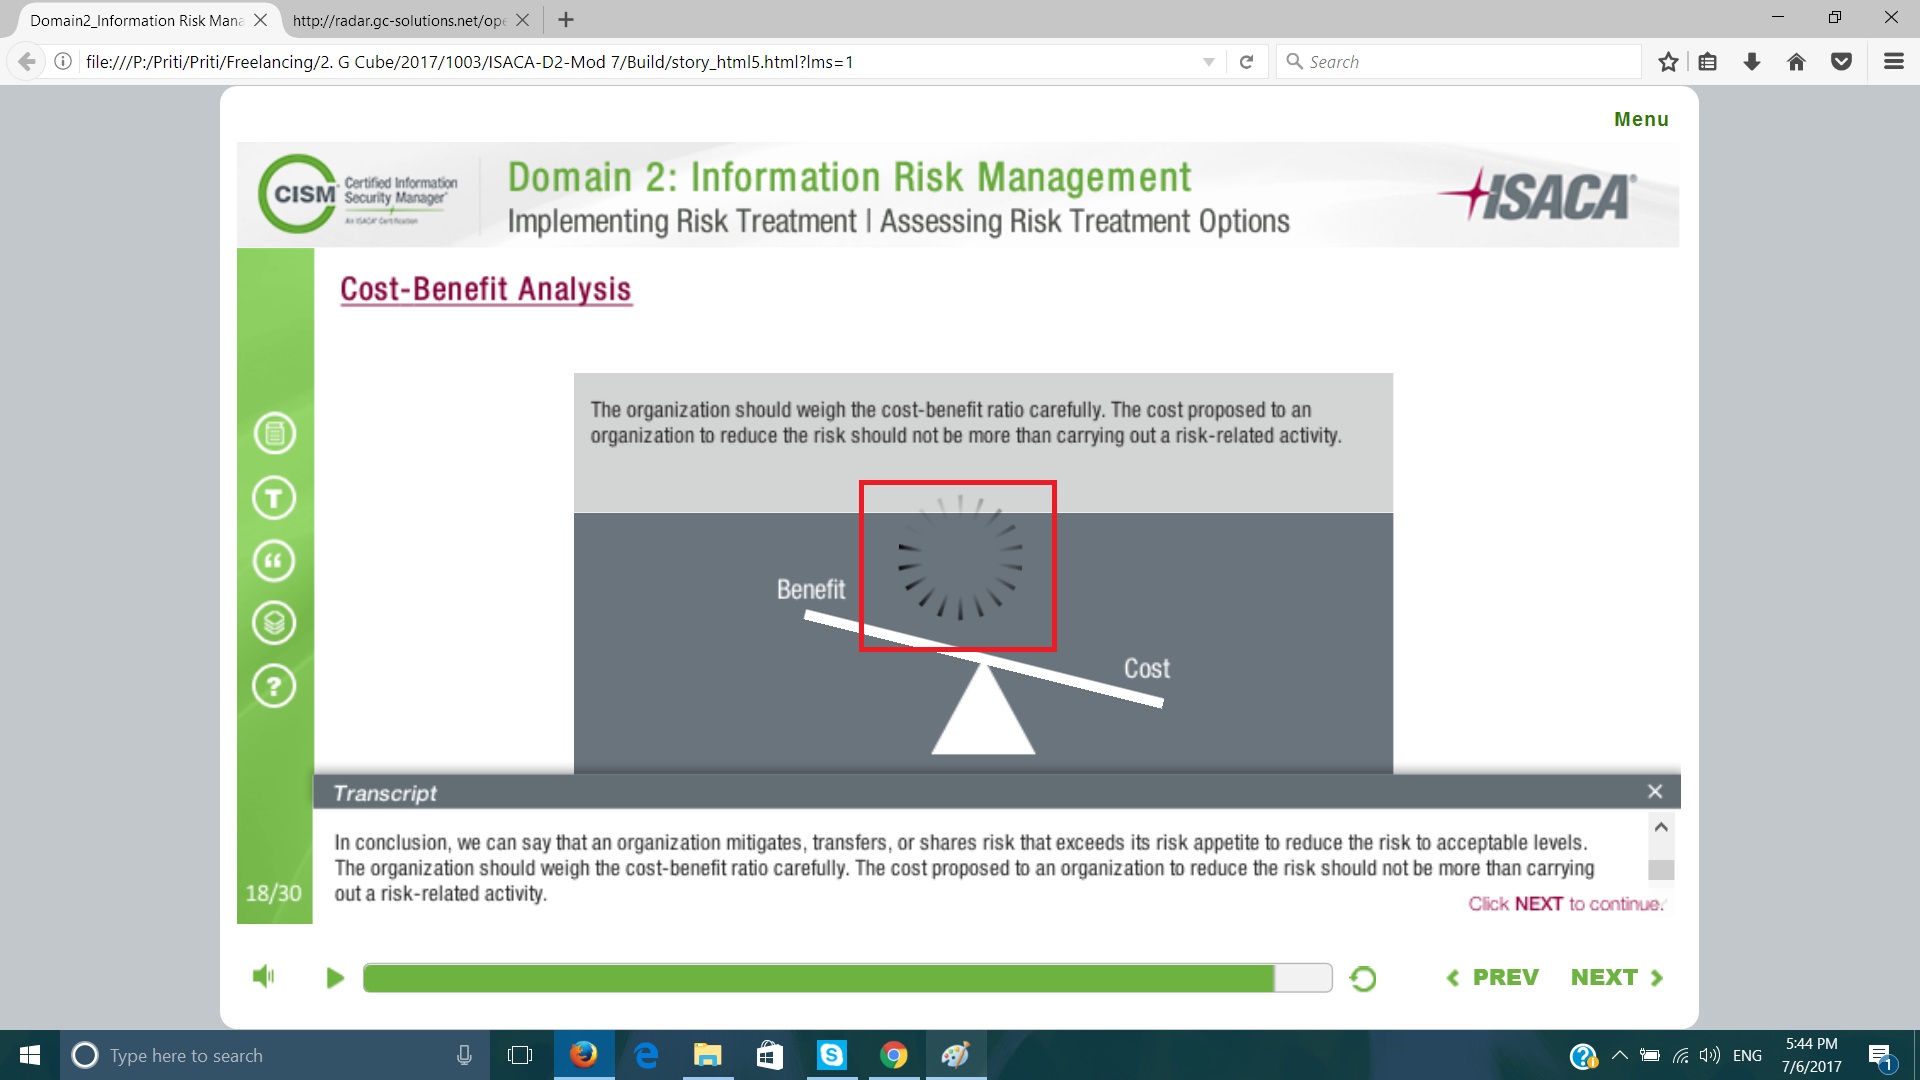 Domain2_Information Risk Mana
http://radar.gc-solutions.net/ope
file:///P:/Priti/Priti/Freelancing/2. G Cube/2017/1003/ISACA-D2-Mod 7/Build/story_html5.html?lms=1
Search
Menu
CISM
Certified Information
Security Manager
An ISACA Certification
Domain 2: Information Risk Management
Implementing Risk Treatment | Assessing Risk Treatment Options
ISACA®
Cost-Benefit Analysis
The organization should weigh the cost-benefit ratio carefully. The cost proposed to an
organization to reduce the risk should not be more than carrying out a risk-related activity.
T
“
?
Benefit
Cost
Transcript
In conclusion, we can say that an organization mitigates, transfers, or shares risk that exceeds its risk appetite to reduce the risk to acceptable levels.
The organization should weigh the cost-benefit ratio carefully. The cost proposed to an organization to reduce the risk should not be more than carrying
out a risk-related activity.
Click NEXT to continue.
18/30
PREV
NEXT
Type here to search
ENG
5:44 PM
7/6/2017
1